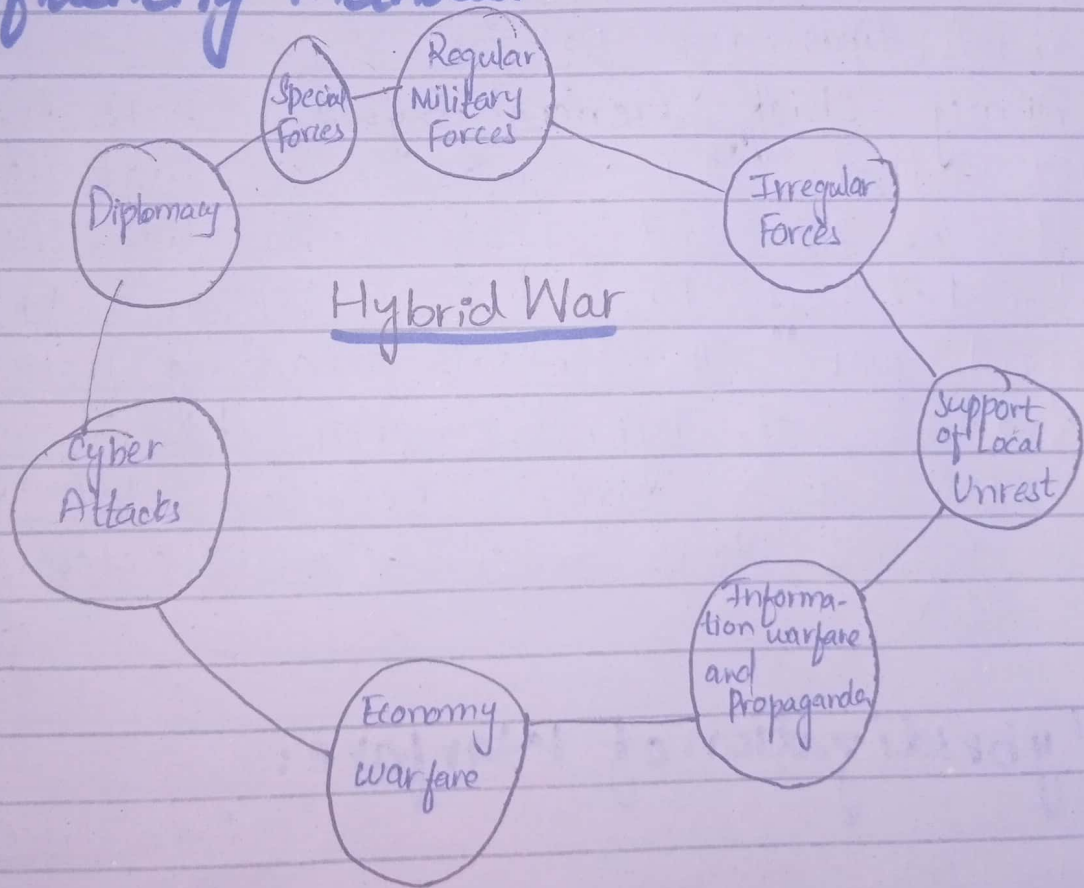 Special
Forces
Regular
Military
Forces
Irregular
Forces
Diplomacy
Hybrid War
Support
of Local
Unrest
Cyber
Attacks
Informa-
tion warfare
and
Propaganda
Economy
warfare